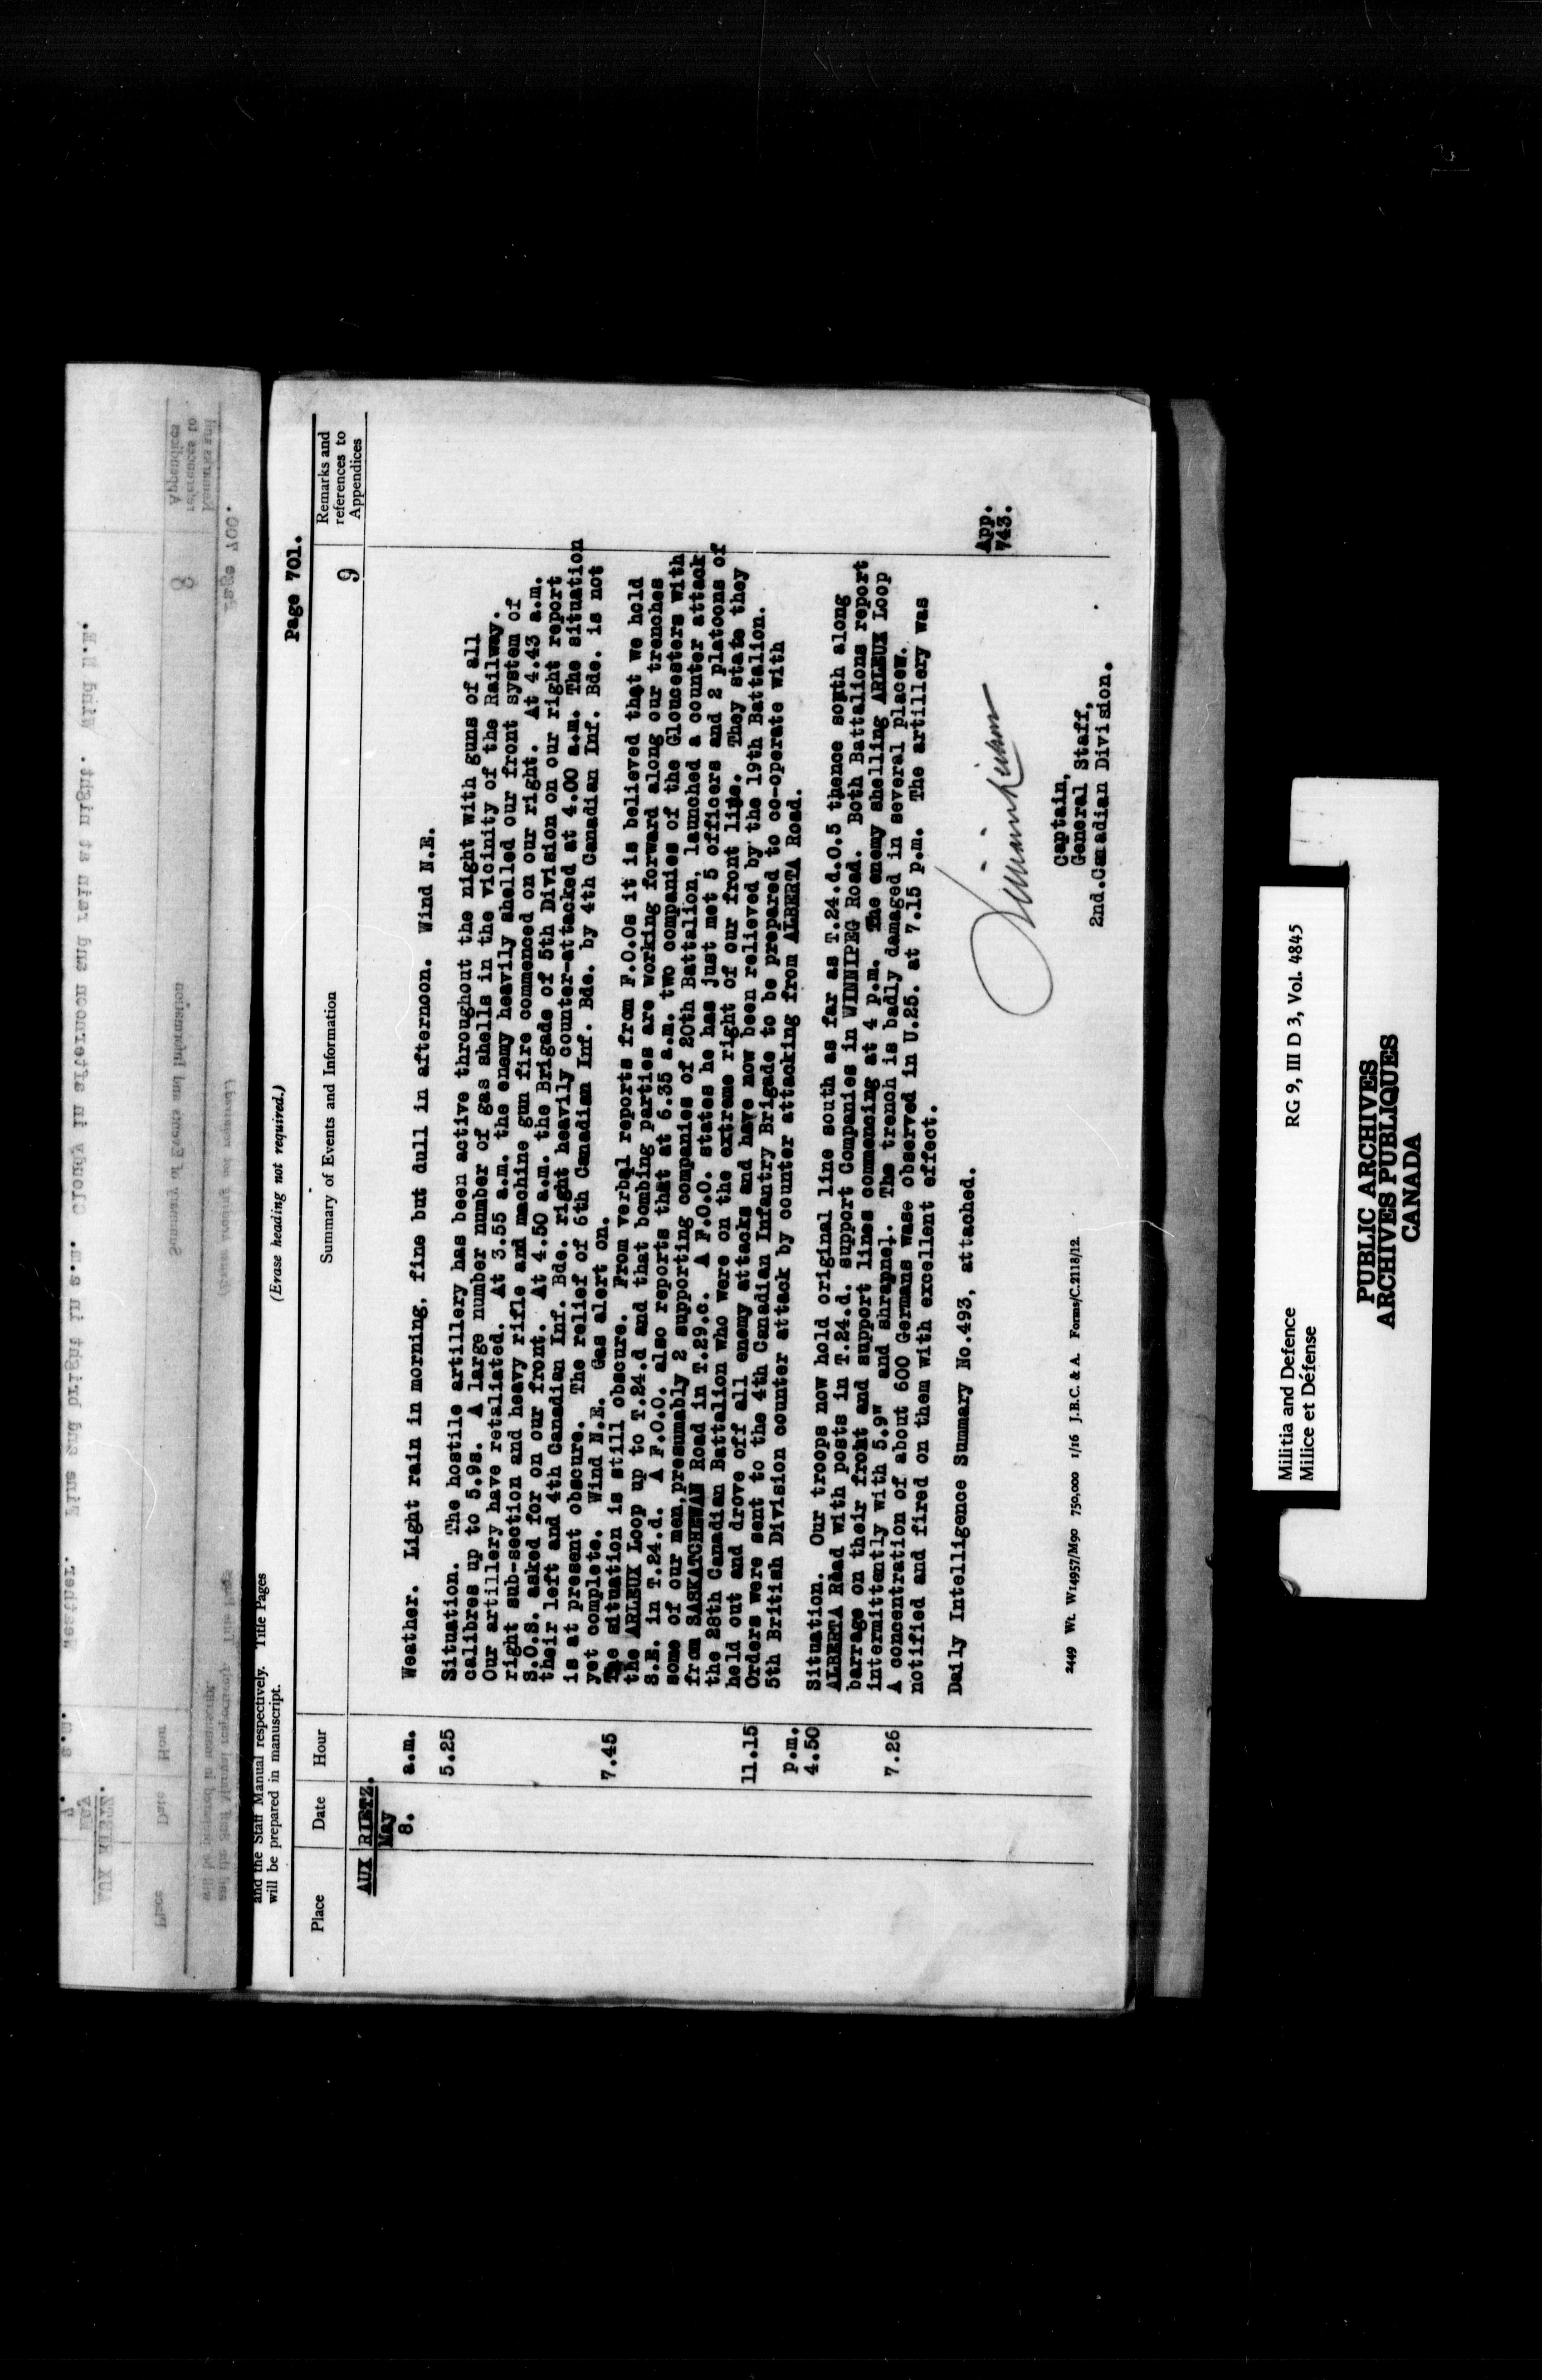 Page 701.
and the Staff Manual respectively. Title Pages
will be prepared in manuscript.
(Erase heading not required.)
Place
Date
Hour
Summary of Events and Information
9
Remarks and
references to
Appendices
AUX RIETZ.
May
8.
a.m.
Weather. Light rain in morning, fine but dull in afternoon. Wind N.E.
5.25
Situation. The hostile artillery has been active throughout the night with guns of all
calibres up to 5.9s. A large number number of gas shells in the vicinity of the Railway.
Our artillery have retaliated. At 3.55 a.m. the enemy heavily shelled our front system of
right sub-section and heavy rifle and machine gun fire commenced on our right. At 4.43 a.m.
S.O.S. asked for on our front. At 4.50 a.m. the Brigade of 5th Division on our right report
their left and 4th Canadian Inf. Bde. right heavily counter-attacked at 4.00 a.m. The situation
is at present obscure. The relief of 6th Canadian Inf. Bde. by 4th Canadian Inf. Bde. is not
yet complete. Wind N.E. Gas alert on.
7.45
The situation is still obscure. From verbal reports from F.O.Os it is believed that we hold
the ARLEUX Loop up to T.24.d and that bombing parties are working forward along our trenches
S.E. in T.24.d. A F.O.O. also reports that at 6.35 a.m. two companies of the Gloucesters with
some of our men,presumably 2 supporting companies of 20th Battalion, launched a counter attack
from SASKATCHEWAN Road in T.29.c. A F.O.O. states he has just met 5 officers and 2 platoons of
the 28th Canadian Battalion who were on the extreme right of our front line. They state they
held out and drove off all enemy attacks and have now been relieved by the 19th Battalion.
11.15
Orders were sent to the 4th Canadian Infantry Brigade to be prepared to co-operate with
5th British Division counter attack by counter attacking from ALBERTA Road.
p.m.
4.50
Situation. Our troops now hold original line south as far as T.24.d.0.5 thence south along
ALBERTA Road with posts in T.24.d. support Companies in WINNIPEG Road. Both Battalions report
barrage on their front and support lines commencing at 4 p.m. The enemy shelling ARLEUX Loop
intermittently with 5.9" and shrapnel. The trench is badly damaged in several placew.
7.26
A concentration of about 600 Germans wase observed in U.25. at 7.15 p.m. The artillery was
notified and fired on them with excellent effect.
Daily Intelligence Summary No.493, attached.
App.
743.
Captain,
General Staff,
2nd.Canadian Division.
2449 Wt. W14957/M90 750,000 1/16 J.B.C. & A. Forms/C.2118/12.
Militia and Defence
Milice et Défense
RG 9, III D 3, Vol. 4845
PUBLIC ARCHIVES
ARCHIVES PUBLIQUES
CANADA